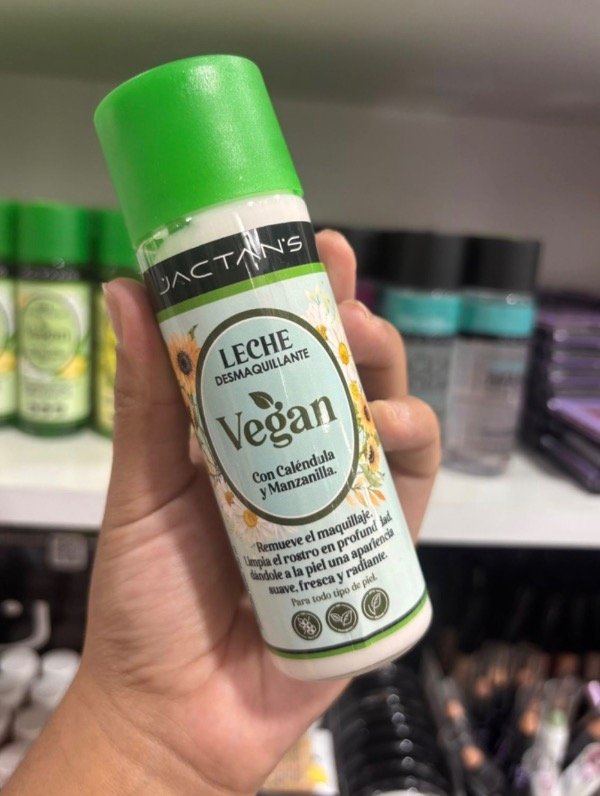 JACTAN'S
LECHE
DESMAQUILLANTE
Vegan
Con Caléndula
y Manzanilla.
Remueve el maquillaje.
Limpia el rostro en profundidad
dándole a la piel una apariencia
suave, fresca y radiante.
Para todo tipo de piel.
Vegan